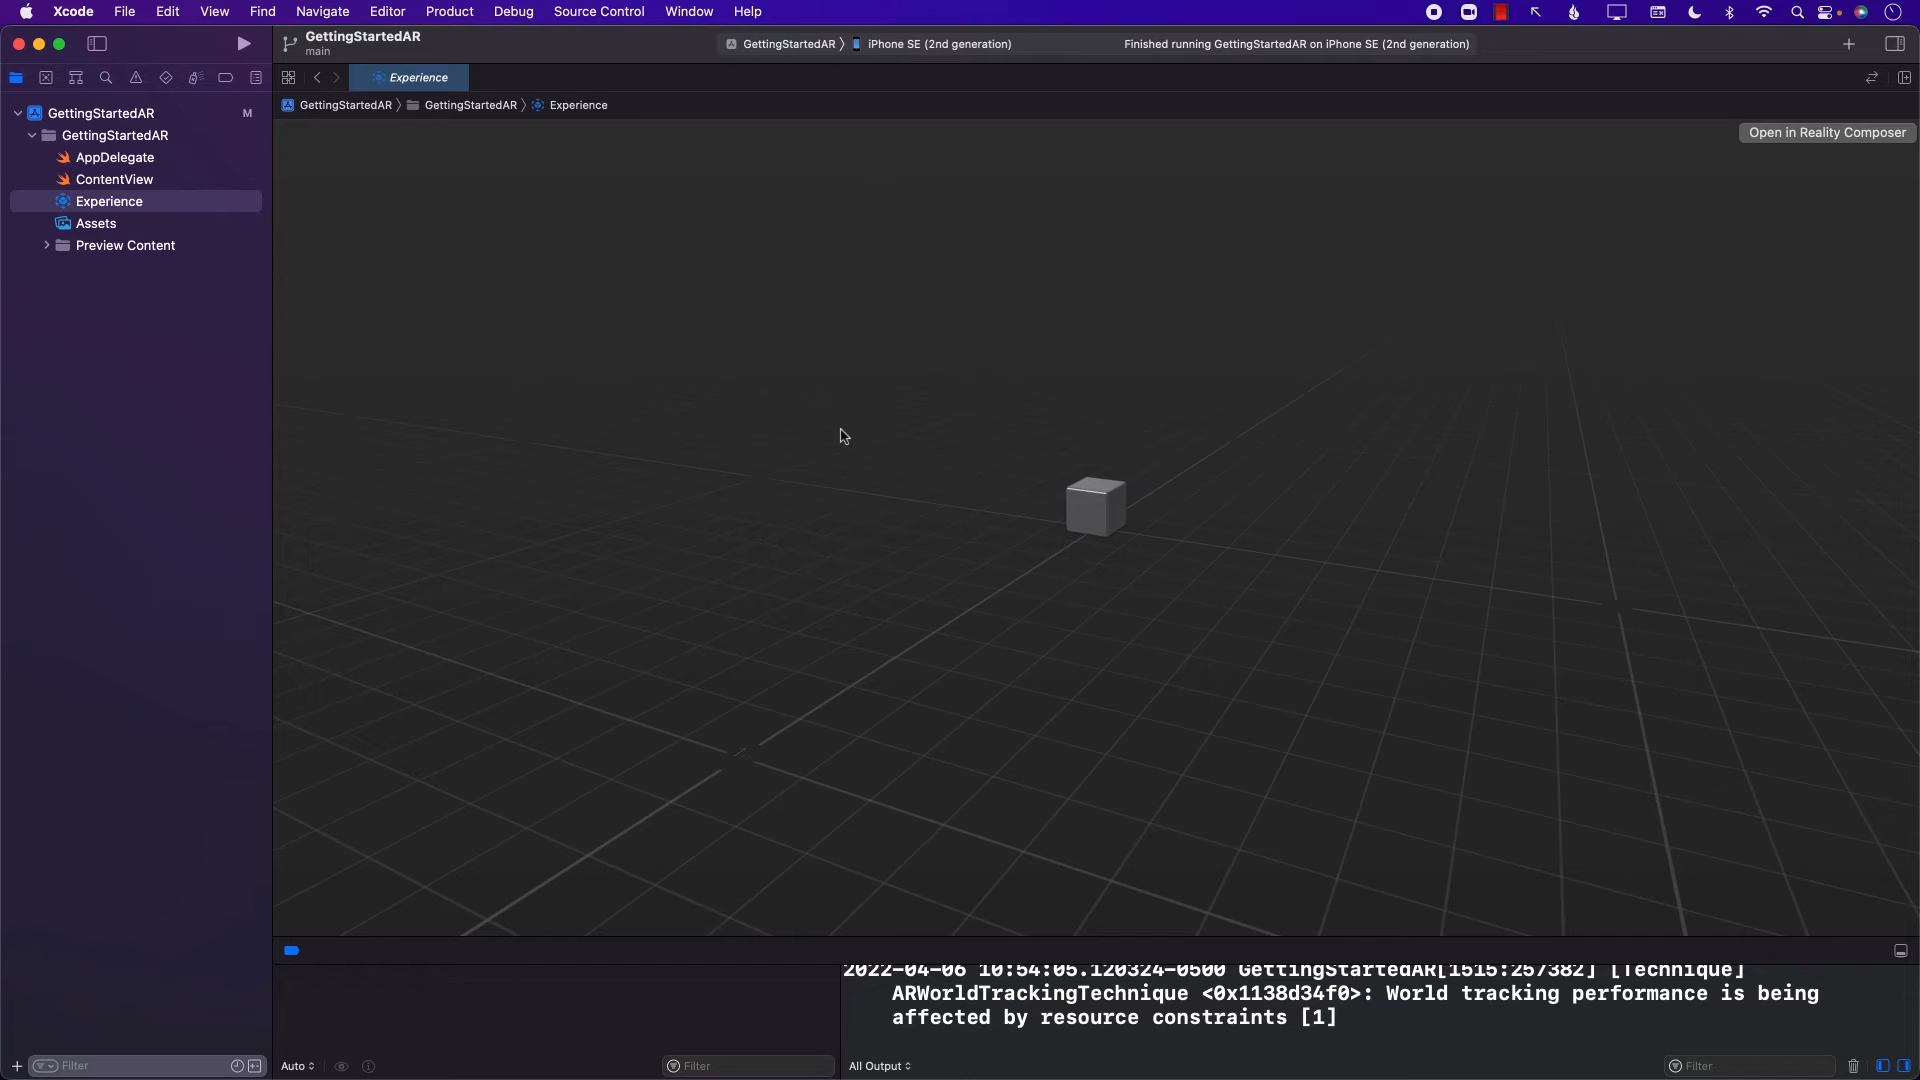 Xcode File Edit View Find Navigate Editor Product Debug Source Control Window Help
GettingStartedAR
main
GettingStartedAR 〉 iPhone SE (2nd generation)
Finished running GettingStartedAR on iPhone SE (2nd generation)
Experience
GettingStartedAR 〉 GettingStartedAR 〉 Experience
Open in Reality Composer
GettingStartedAR M
GettingStartedAR
AppDelegate
ContentView
Experience
Assets
Preview Content
2022-04-06 10:54:05.120324-0500 GettingStartedAR[1515:257382] [Technique]
ARWorldTrackingTechnique <0x1138d34f0>: World tracking performance is being
affected by resource constraints [1]
Filter
Auto
Filter
All Output
Filter